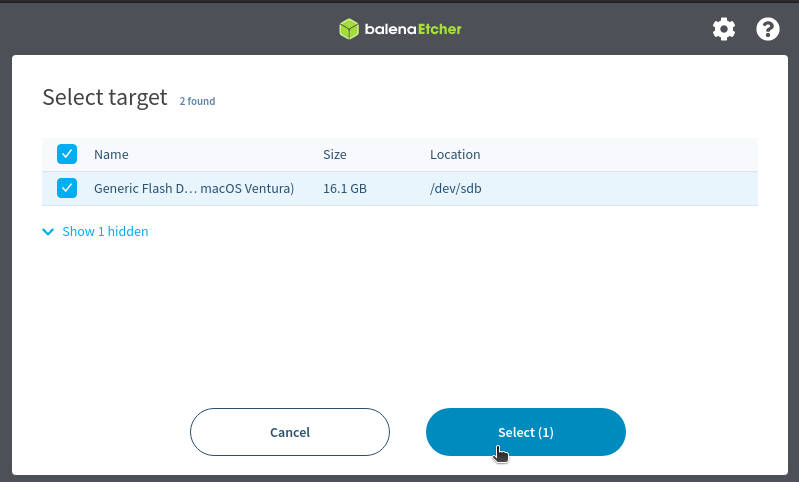 balenaEtcher
Select target 2 found
Name Size Location
Generic Flash D... macOS Ventura) 16.1 GB /dev/sdb
Show 1 hidden
Cancel Select (1)